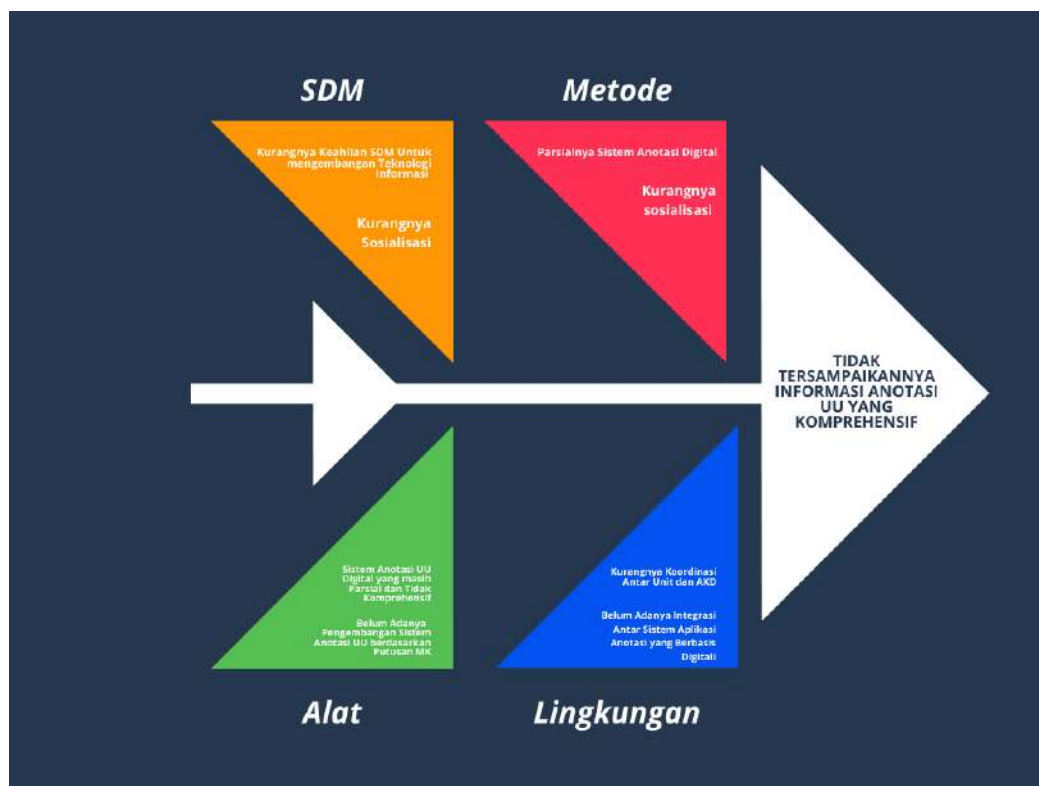 SDM
Kurangnya Keahilan SDM Untuk
mengembangan Teknologi
Informasi
Kurangnya
Sosialisasi
Metode
Parsialnya Sistem Anotasi Digital
Kurangnya
sosialisasi
TIDAK
TERSAMPAIKANNYA
INFORMASI ANOTASI
UU YANG
KOMPREHENSIF
Sistem Anotasi UU
Digital yang masih
Parsial dan Tidak
Komprehensif
Belum Adanya
Pengembangan Sistem
Anotasi UU berdasarkan
Putusan MK
Alat
Kurangnya Koordinasi
Antar Unit dan AKD
Belum Adanya Integrasi
Antar Sistem Aplikasi
Anotasi yang Berbasis
Digitali
Lingkungan